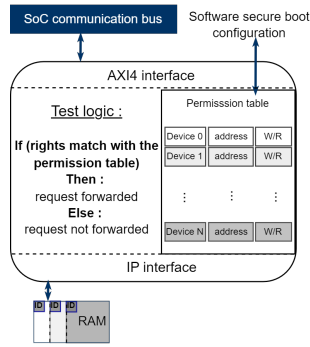 SoC communication bus
Software secure boot
configuration
AXI4 interface
Test logic :
If (rights match with the
permission table)
Then :
request forwarded
Else :
request not forwarded
Permisssion table
Device 0 address W/R
Device 1 address W/R
⋮ ⋮ ⋮
Device N address W/R
IP interface
ID ID ID
RAM